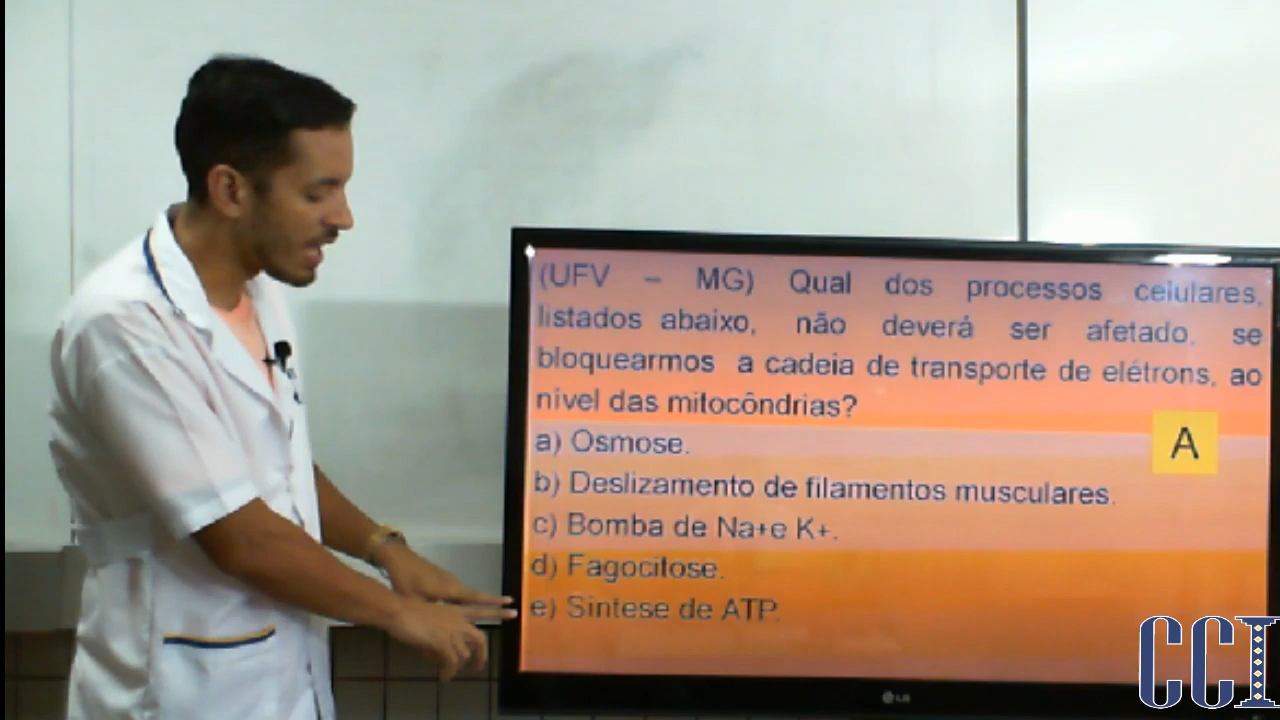 (UFV – MG) Qual dos processos celulares,
listados abaixo, não deverá ser afetado, se
bloquearmos a cadeia de transporte de elétrons, ao
nível das mitocôndrias?
A
a) Osmose.
b) Deslizamento de filamentos musculares.
c) Bomba de Na+e K+.
d) Fagocitose.
e) Síntese de ATP.
CCI
LG